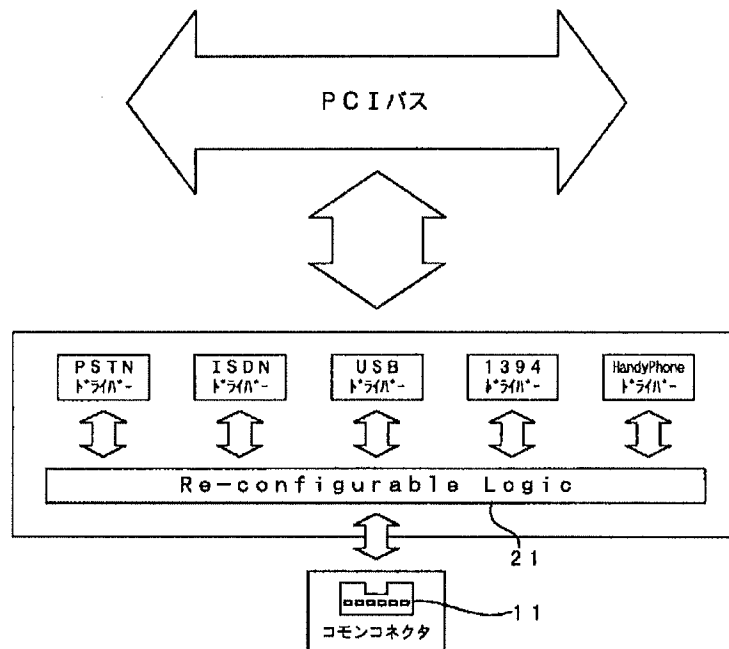 PCIバス
PSTN
ドライバー
ISDN
ドライバー
USB
ドライバー
1394
ドライバー
HandyPhone
ドライバー
Re-configurable Logic
21
11
コモンコネクタ